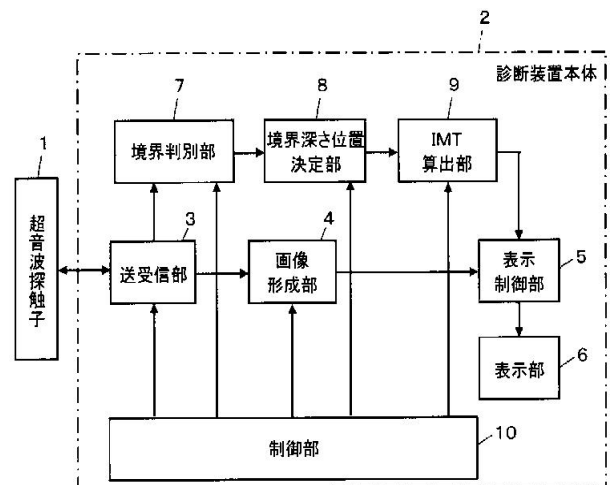 2
診断装置本体
7
8
9
境界判別部
境界深さ位置
決定部
IMT
算出部
1
超音波探触子
3
送受信部
4
画像
形成部
表示
制御部
5
表示部
6
制御部
10